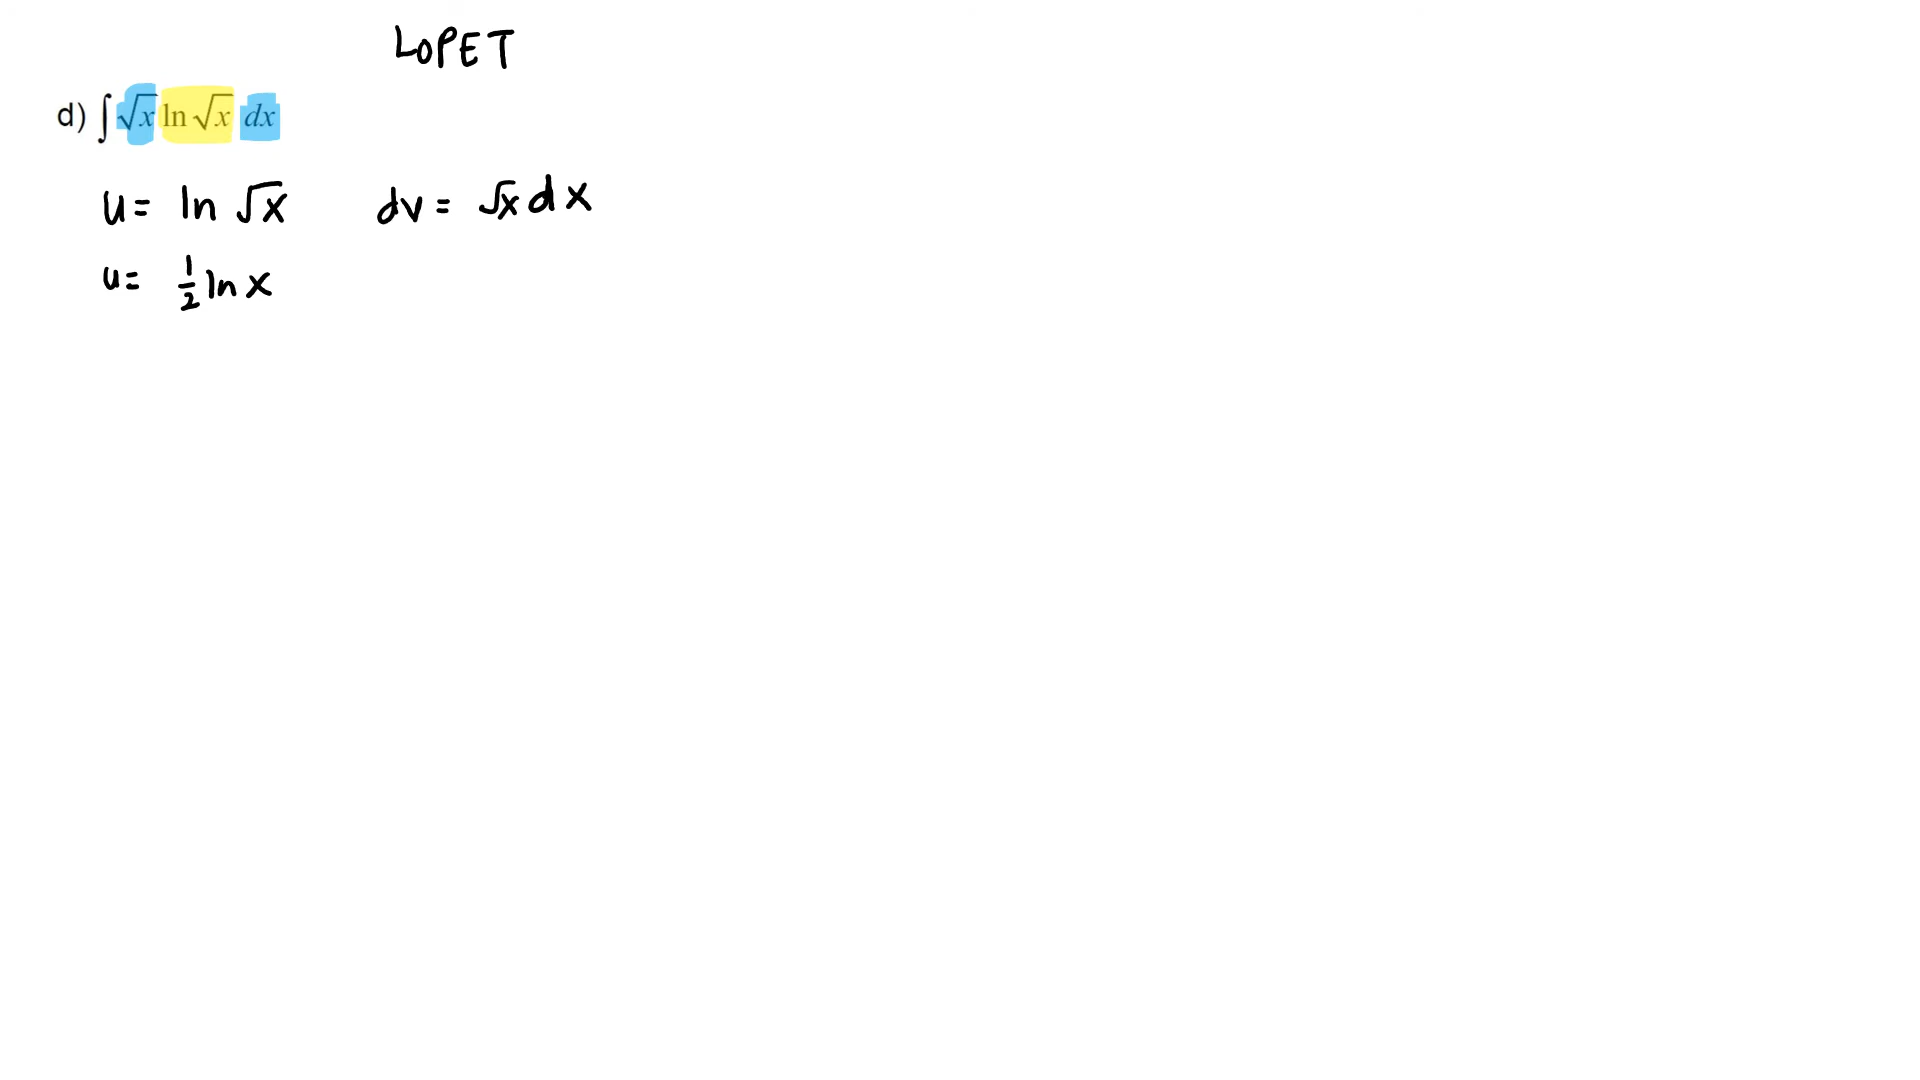 LOPET
d) ∫ √x ln √x dx
u = ln √x dv = √x dx
u = 1/2 ln x